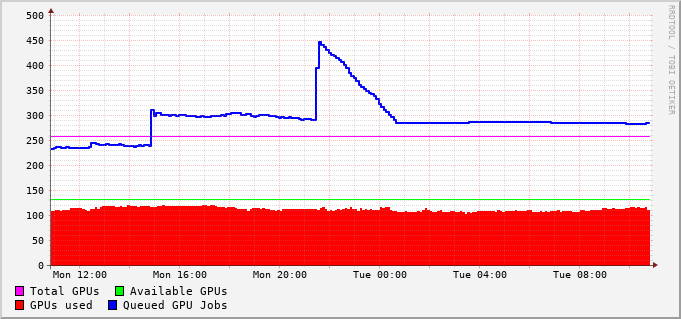 500
450
400
350
300
250
200
150
100
50
0
Mon 12:00 Mon 16:00 Mon 20:00 Tue 00:00 Tue 04:00 Tue 08:00
Total GPUs Available GPUs
GPUs used Queued GPU Jobs
RRDTOOL / TOBI OETIKER